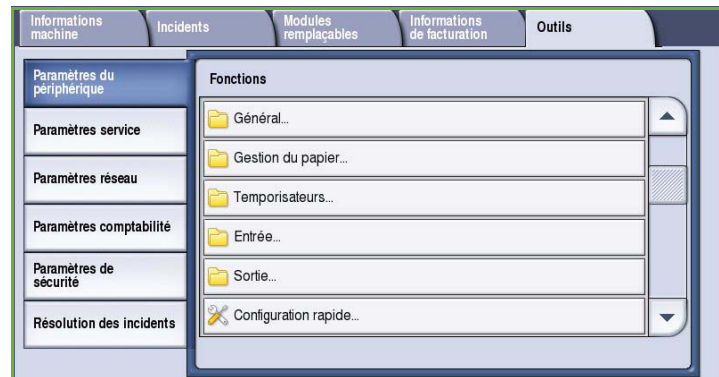 Informations
machine
Incidents
Modules
remplaçables
Informations
de facturation
Outils
Paramètres du
périphérique
Paramètres service
Paramètres réseau
Paramètres comptabilité
Paramètres de
sécurité
Résolution des incidents
Fonctions
Général...
Gestion du papier...
Temporisateurs...
Entrée...
Sortie...
Configuration rapide...